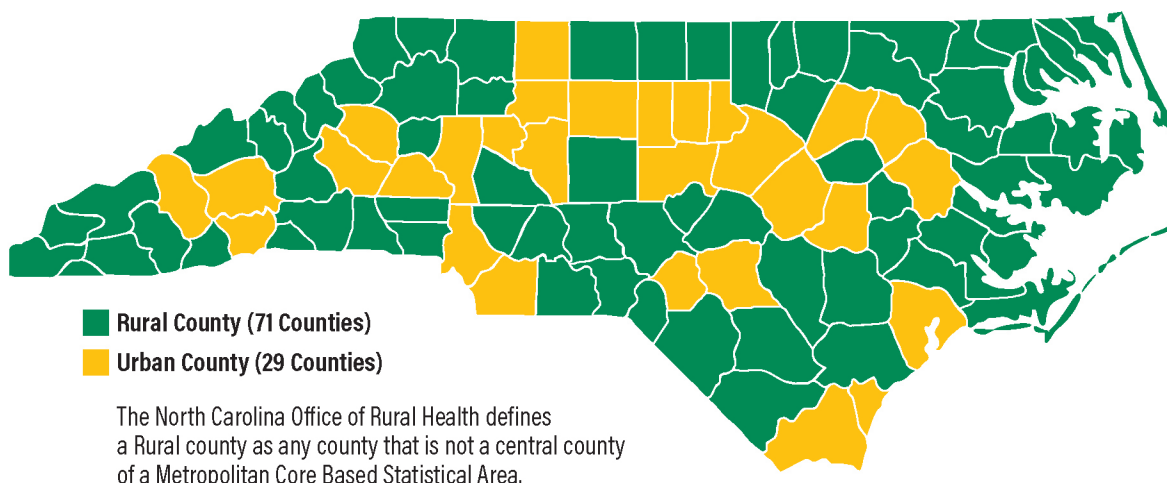 Rural County (71 Counties)
Urban County (29 Counties)
The North Carolina Office of Rural Health defines
a Rural county as any county that is not a central county
of a Metropolitan Core Based Statistical Area.